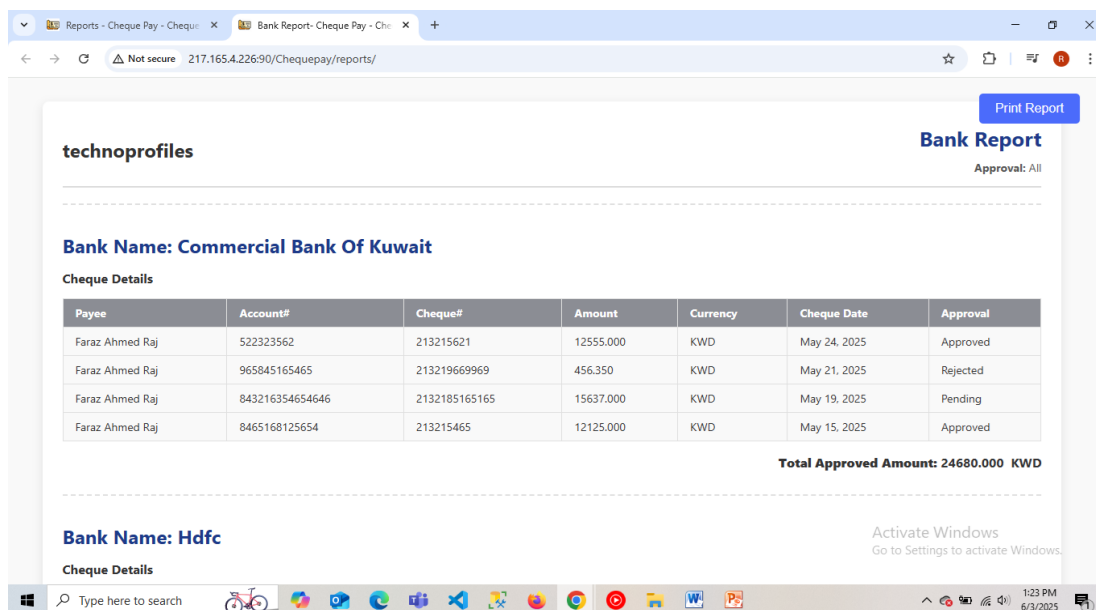 Reports - Cheque Pay - Cheque
Bank Report- Cheque Pay - Che
Not secure 217.165.4.226:90/Chequepay/reports/
R
Print Report
technoprofiles
Bank Report
Approval: All
Bank Name: Commercial Bank Of Kuwait
Cheque Details
Payee Account# Cheque# Amount Currency Cheque Date Approval
Faraz Ahmed Raj 522323562 213215621 12555.000 KWD May 24, 2025 Approved
Faraz Ahmed Raj 965845165465 213219669969 456.350 KWD May 21, 2025 Rejected
Faraz Ahmed Raj 843216354654646 2132185165165 15637.000 KWD May 19, 2025 Pending
Faraz Ahmed Raj 8465168125654 213215465 12125.000 KWD May 15, 2025 Approved
Total Approved Amount: 24680.000 KWD
Bank Name: Hdfc
Cheque Details
Activate Windows
Go to Settings to activate Windows.
Type here to search
1:23 PM
6/3/2025